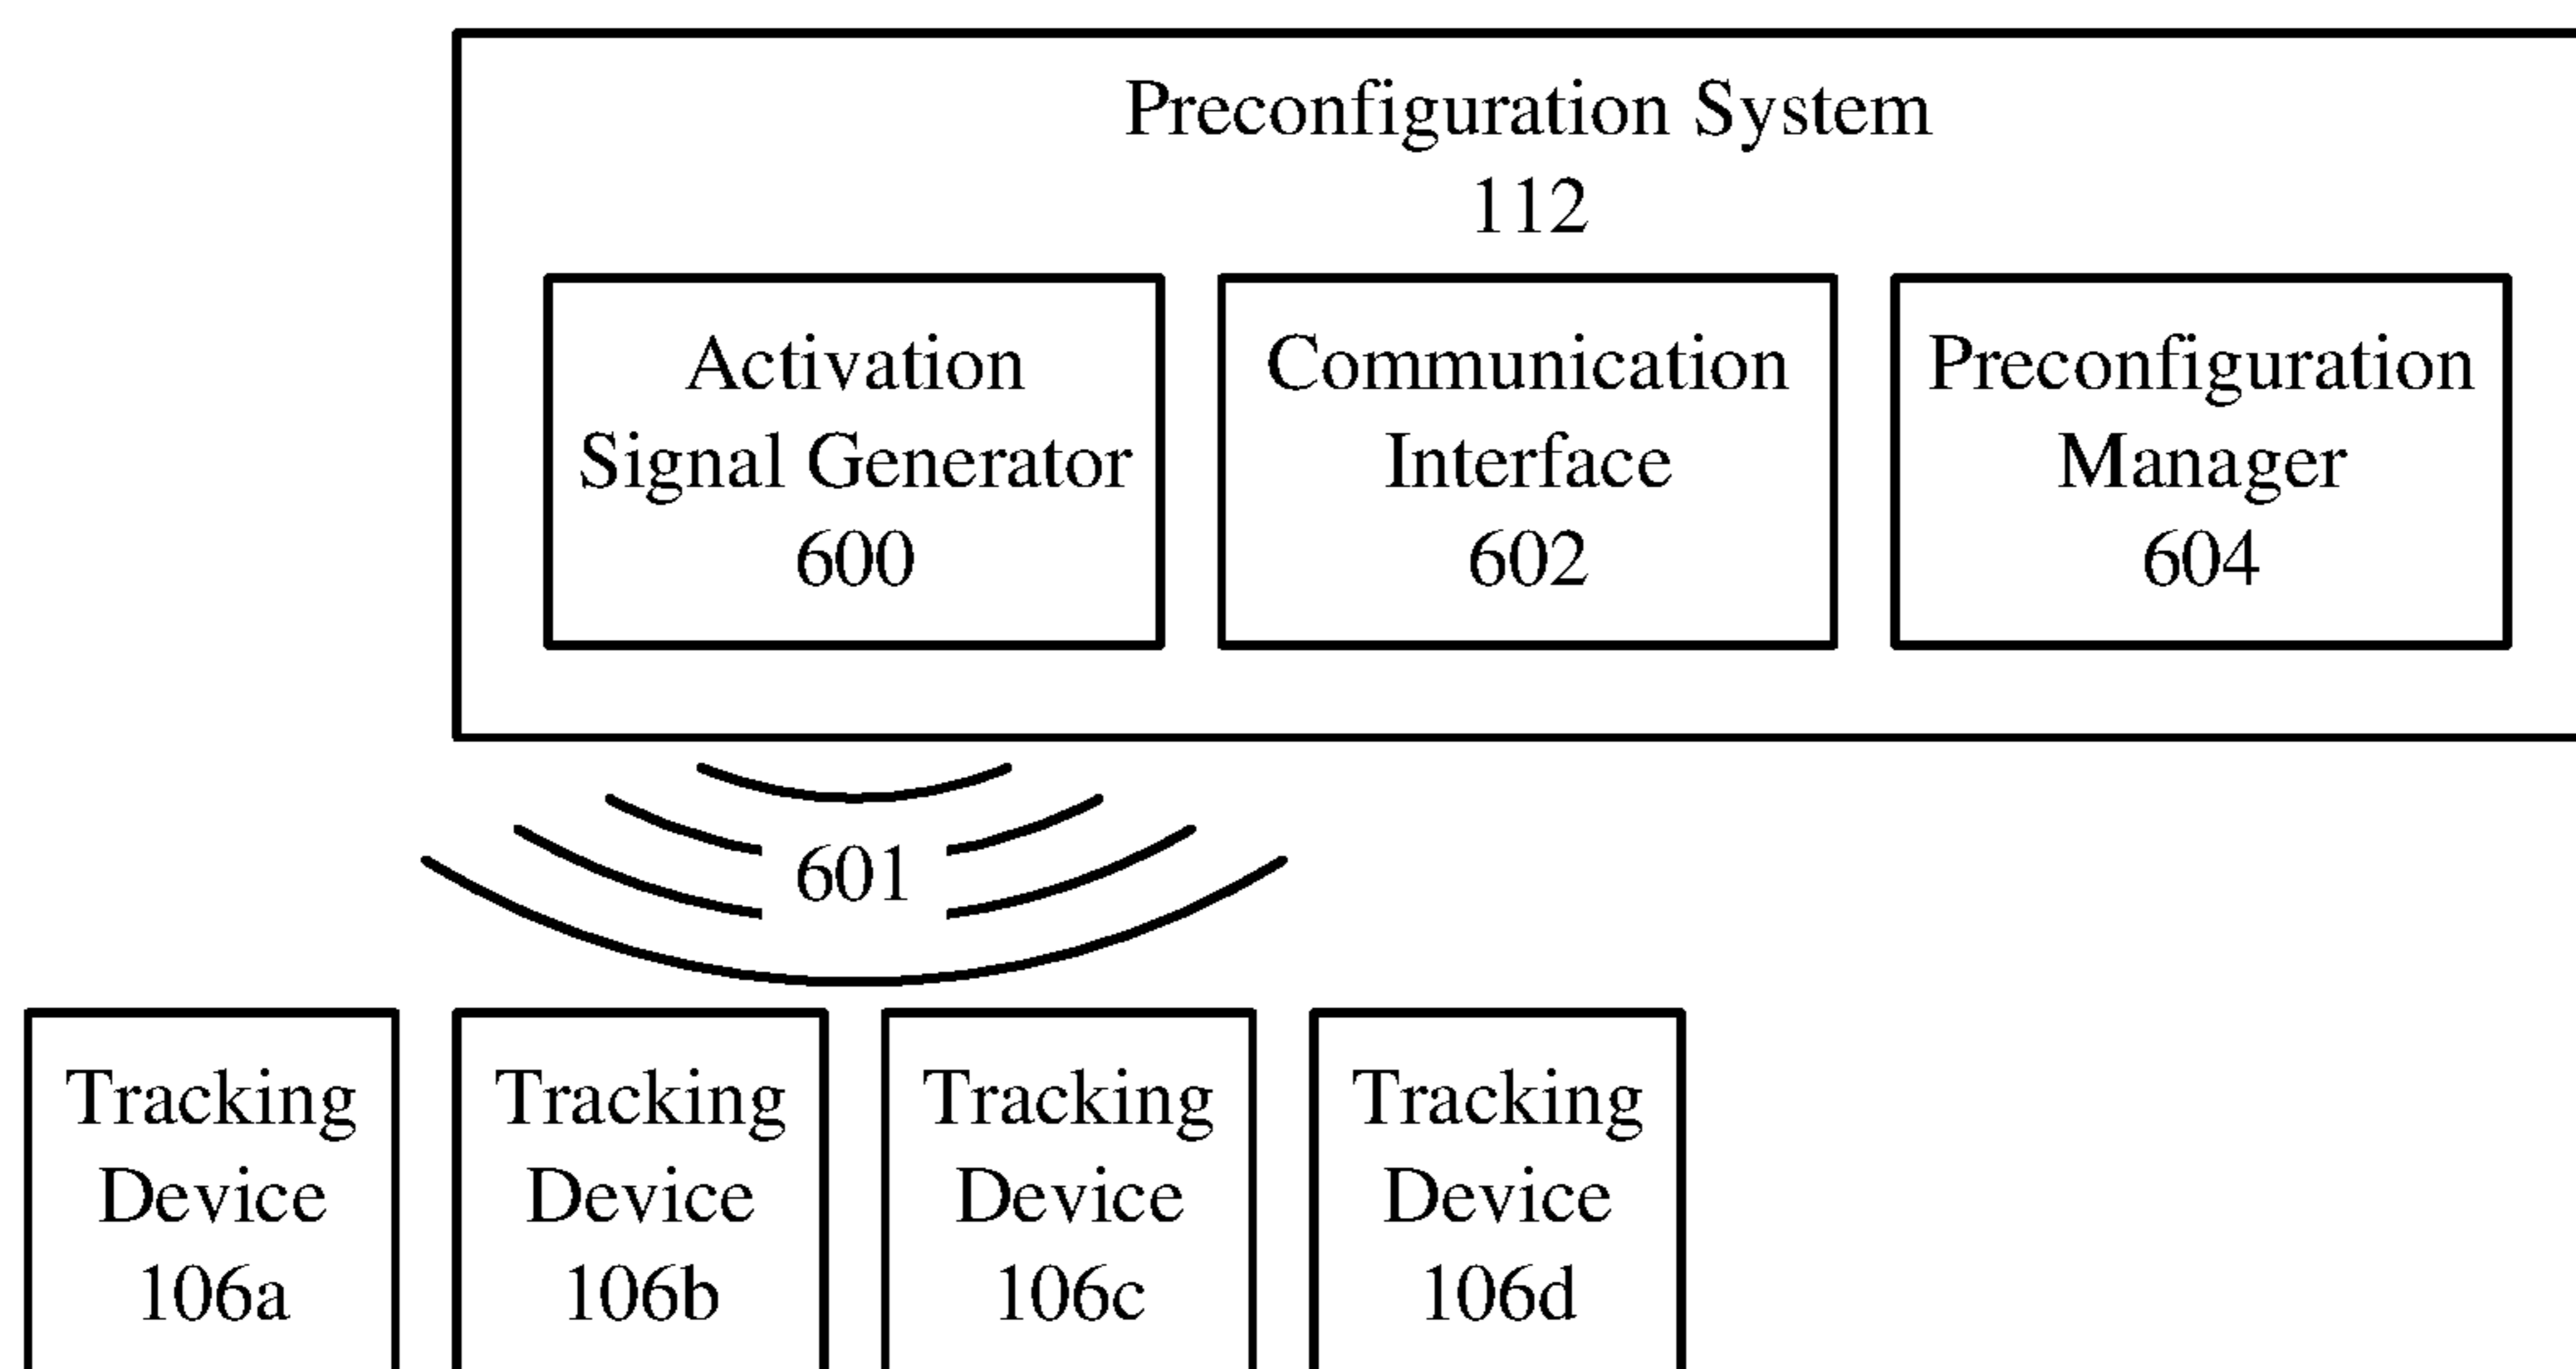 Preconfiguration System
112
Activation
Signal Generator
600
Communication
Interface
602
Preconfiguration
Manager
604
601
Tracking
Device
106a
Tracking
Device
106b
Tracking
Device
106c
Tracking
Device
106d